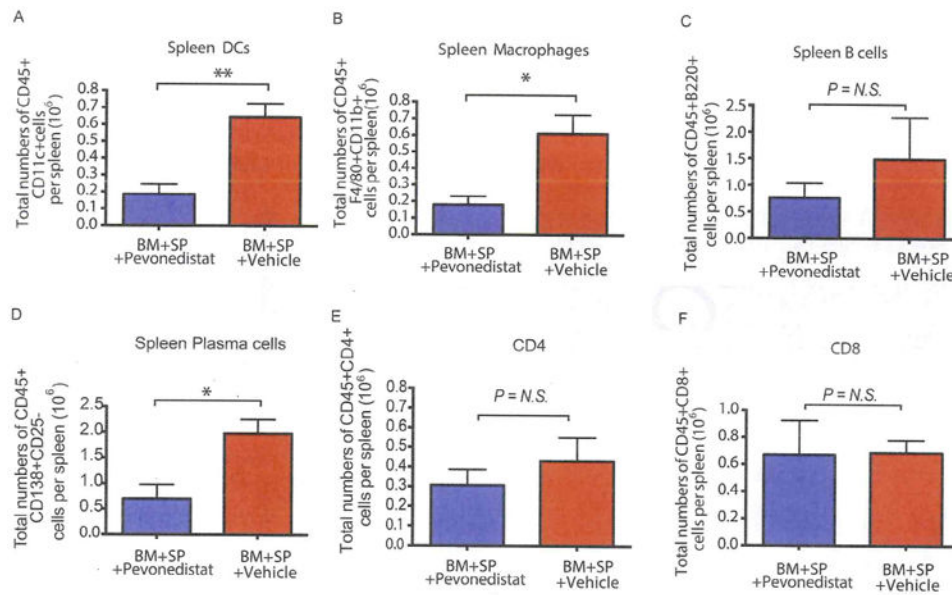 A
Spleen DCs
**
Total numbers of CD45+
CD11c+cells
per spleen (10⁶)
0.8
0.7
0.6
0.5
0.4
0.3
0.2
0.1
0.0
BM+SP
+Pevonedistat
BM+SP
+Vehicle
B
Spleen Macrophages
*
Total numbers of CD45+
F4/80+CD11b+
cells per spleen (10⁶)
0.8
0.7
0.6
0.4
0.3
0.2
0.1
0.0
BM+SP
+Pevonedistat
BM+SP
+Vehicle
C
Spleen B cells
P = N.S.
Total numbers of CD45+B220+
cells per spleen (10⁶)
2.5
2.0
1.5
1.0
0.5
0.0
BM+SP
+Pevonedistat
BM+SP
+Vehicle
D
Spleen Plasma cells
*
Total numbers of CD45+
CD138+CD25-
cells per spleen (10⁶)
2.5
2.0
1.5
1.0
0.5
0.0
BM+SP
+Pevonedistat
BM+SP
+Vehicle
E
CD4
P = N.S.
Total numbers of CD45+CD4+
cells per spleen (10⁶)
0.8
0.7
0.6
0.4
0.3
0.2
0.1
0.0
BM+SP
+Pevonedistat
BM+SP
+Vehicle
F
CD8
P = N.S.
Total numbers of CD45+CD8+
cells per spleen (10⁶)
1.0
0.8
0.6
0.4
0.2
0.0
BM+SP
+Pevonedistat
BM+SP
+Vehicle